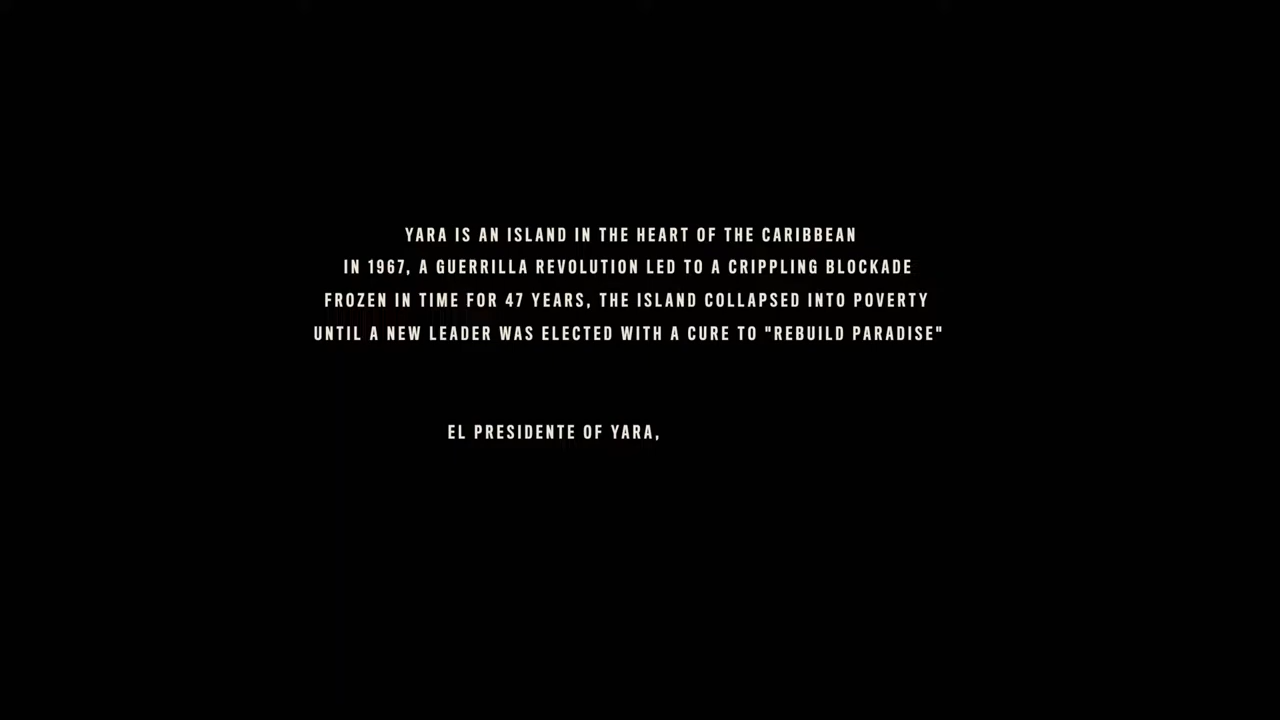 YARA IS AN ISLAND IN THE HEART OF THE CARIBBEAN
IN 1967, A GUERRILLA REVOLUTION LED TO A CRIPPLING BLOCKADE
FROZEN IN TIME FOR 47 YEARS, THE ISLAND COLLAPSED INTO POVERTY
UNTIL A NEW LEADER WAS ELECTED WITH A CURE TO "REBUILD PARADISE"
EL PRESIDENTE OF YARA,